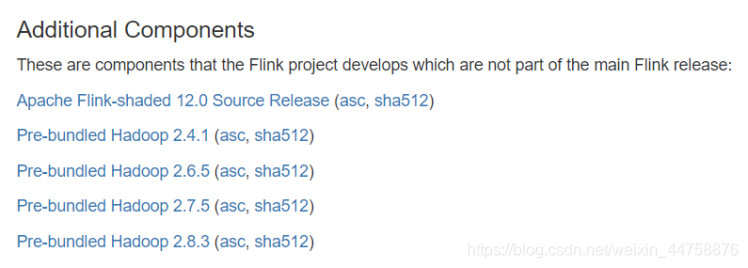 Additional Components
These are components that the Flink project develops which are not part of the main Flink release:
Apache Flink-shaded 12.0 Source Release (asc, sha512)
Pre-bundled Hadoop 2.4.1 (asc, sha512)
Pre-bundled Hadoop 2.6.5 (asc, sha512)
Pre-bundled Hadoop 2.7.5 (asc, sha512)
Pre-bundled Hadoop 2.8.3 (asc, sha512)
https://blog.csdn.net/weixin_44758876